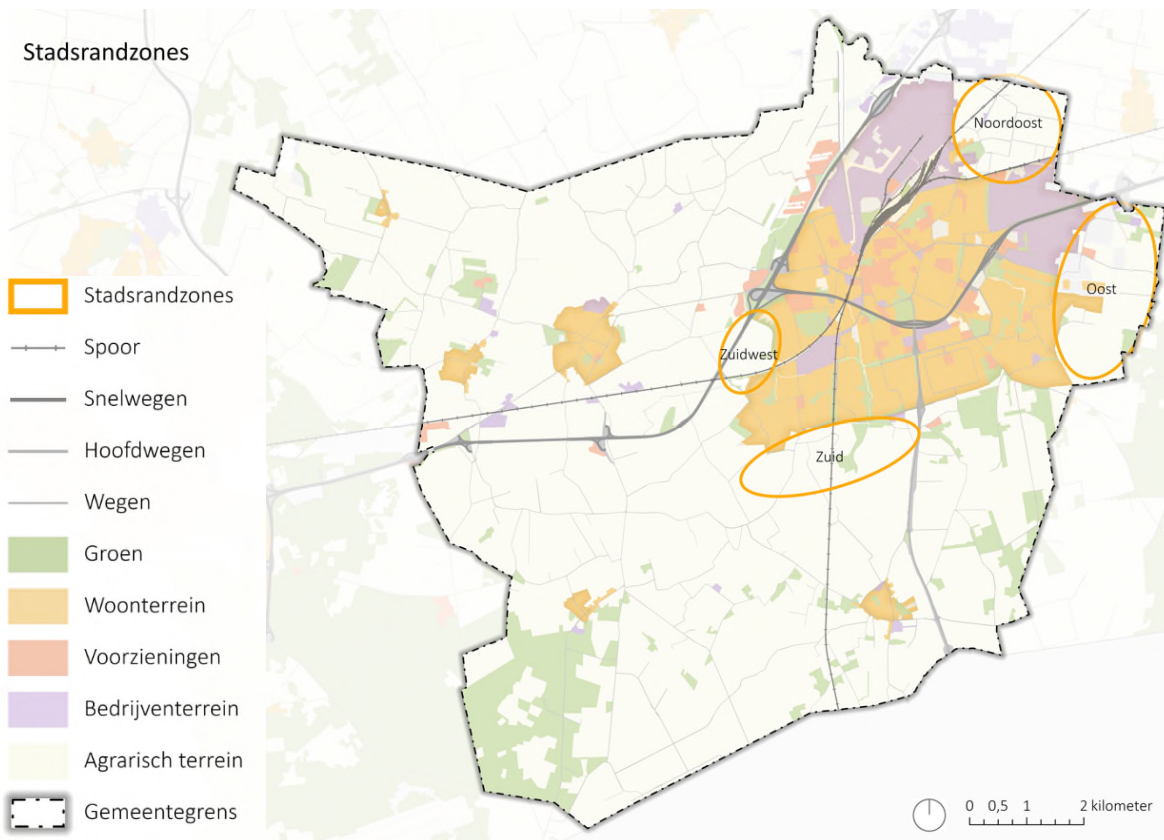 Stadsrandzones
Noordoost
Oost
Zuidwest
Zuid
Stadsrandzones
Spoor
Snelwegen
Hoofdwegen
Wegen
Groen
Woonterrein
Voorzieningen
Bedrijventerrein
Agrarisch terrein
Gemeentegrens
0 0,5 1 2 kilometer